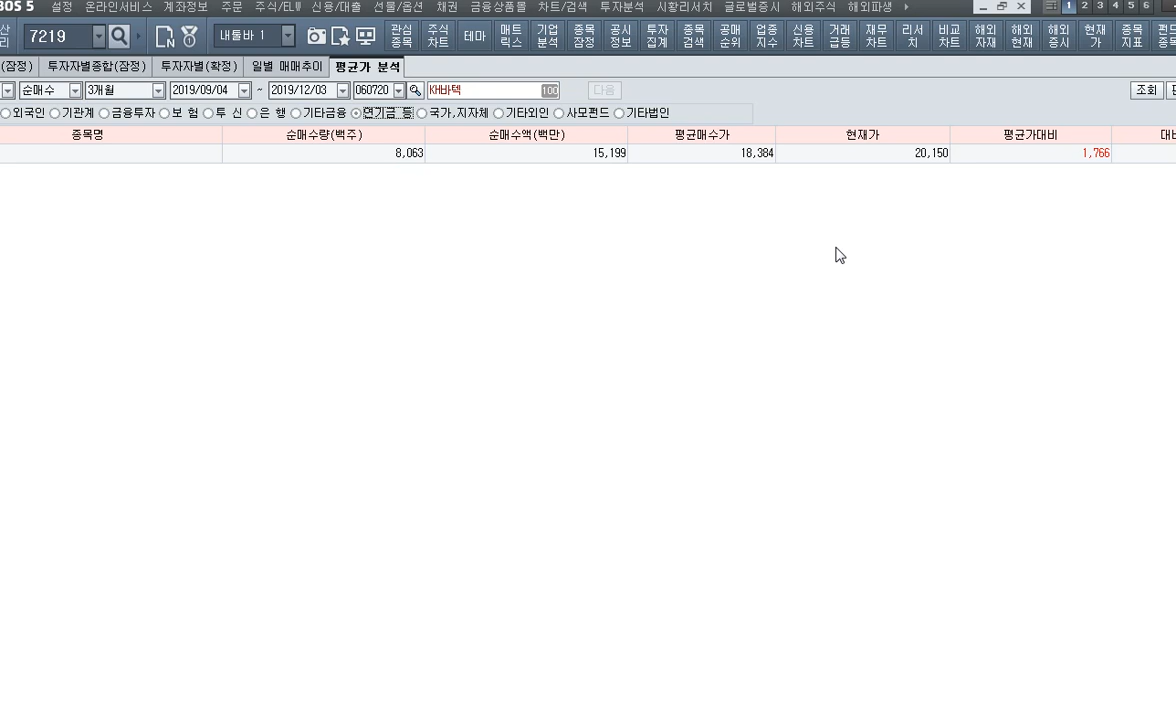 BOS 5 설정 온라인서비스 계좌정보 주문 주식/ELW 신용/대출 선물/옵션 채권 금융상품몰 차트/검색 투자분석 시황리서치 글로벌증시 해외주식 해외파생 1 2 3 4 5 6
7219 내툴바 1 관심종목 주식차트 테마 매트릭스 기업분석 종목잠정 공시정보 투자집계 종목검색 공매순위 업종지수 신용차트 거래급등 재무차트 리서치 비교차트 해외자재 해외현재 해외증시 현재가 종목지표
(잠정) 투자자별종합(잠정) 투자자별(확정) 일별 매매추이 평균가 분석
순매수 3개월 2019/09/04 ~ 2019/12/03 060720 KH바텍 100 다음 조회
외국인 기관계 금융투자 보 험 투 신 은 행 기타금융 연기금 등 국가,지자체 기타외인 사모펀드 기타법인
종목명 순매수량(백주) 순매수액(백만) 평균매수가 현재가 평균가대비
8,063 15,199 18,384 20,150 1,766